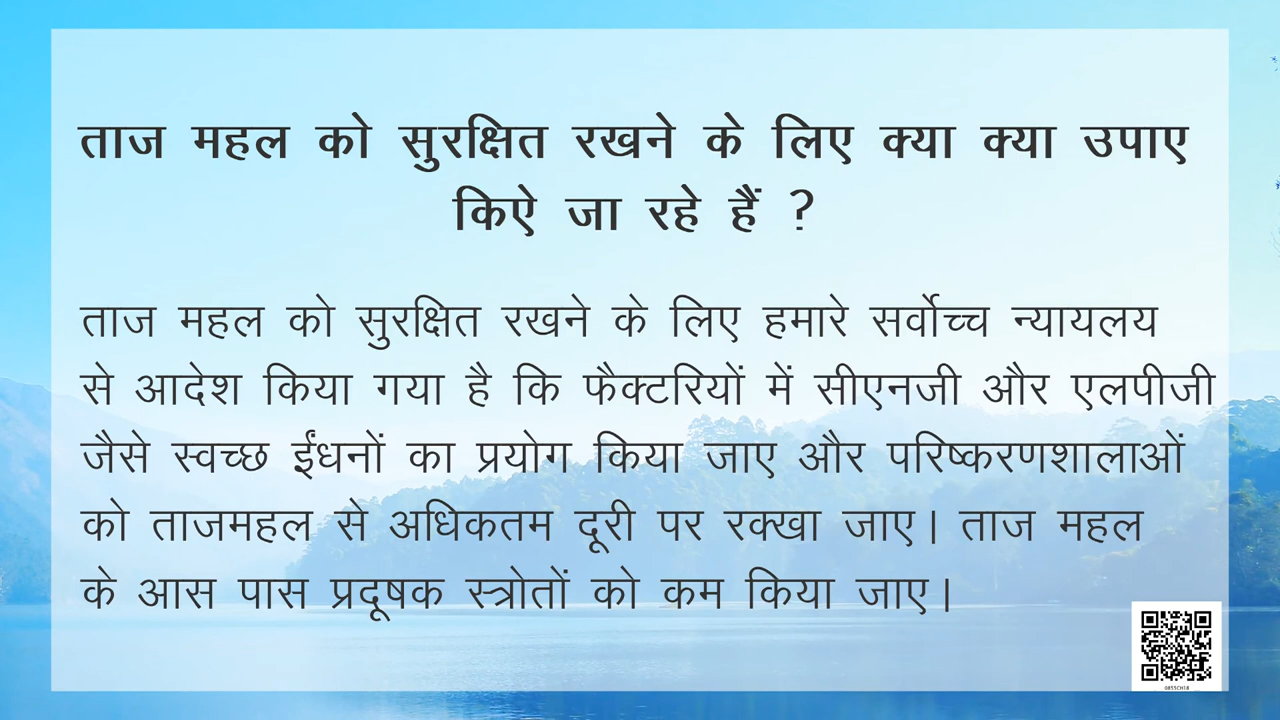 ताज महल को सुरक्षित रखने के लिए क्या क्या उपाए
किऐ जा रहे हैं ?
ताज महल को सुरक्षित रखने के लिए हमारे सर्वोच्च न्यायलय
से आदेश किया गया है कि फैक्टरियों में सीएनजी और एलपीजी
जैसे स्वच्छ ईंधनों का प्रयोग किया जाए और परिष्करणशालाओं
को ताजमहल से अधिकतम दूरी पर रक्खा जाए। ताज महल
के आस पास प्रदूषक स्त्रोतों को कम किया जाए।
0855CH18